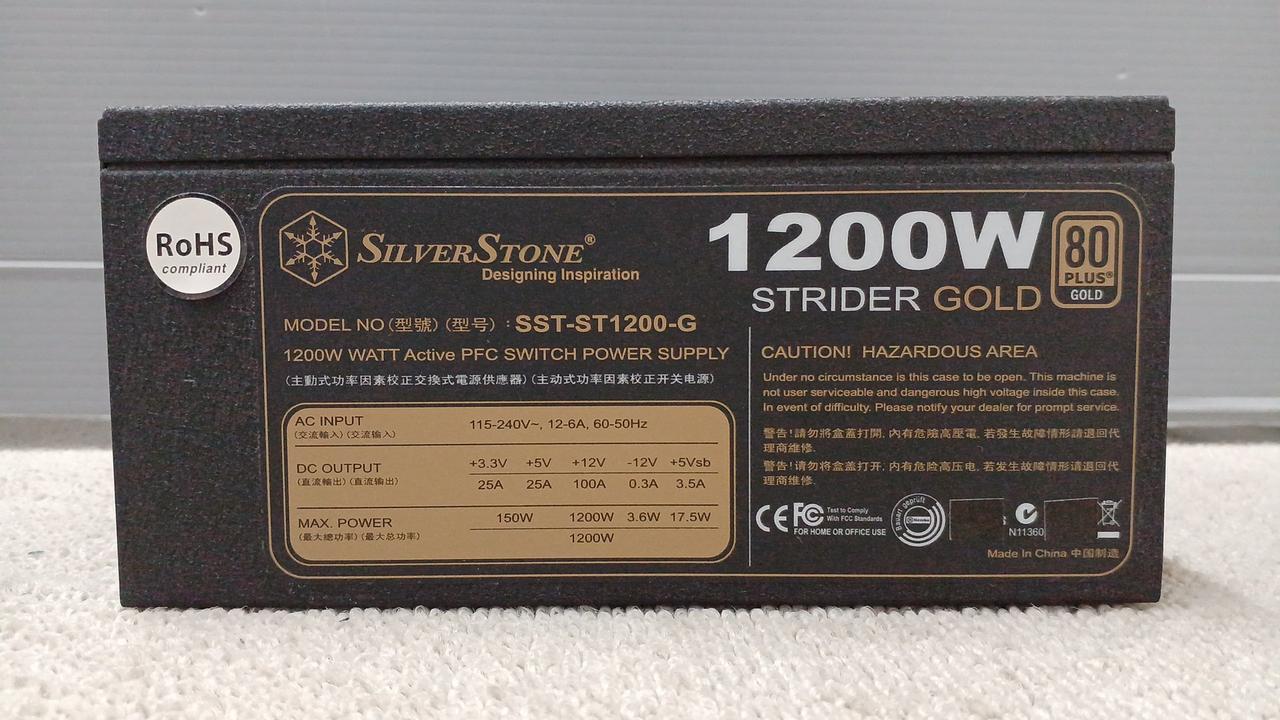 RoHS
compliant
SILVERSTONE®
Designing Inspiration
1200W
STRIDER GOLD
80
PLUS®
GOLD
MODEL NO (型號) (型号) : SST-ST1200-G
1200W WATT Active PFC SWITCH POWER SUPPLY
(主動式功率因素校正交換式電源供應器) (主动式功率因素校正开关电源)
AC INPUT 115-240V~, 12-6A, 60-50Hz
(交流輸入) (交流输入)
DC OUTPUT +3.3V +5V +12V -12V +5Vsb
(直流輸出) (直流输出) 25A 25A 100A 0.3A 3.5A
MAX. POWER 150W 1200W 3.6W 17.5W
(最大總功率) (最大总功率) 1200W
CAUTION! HAZARDOUS AREA
Under no circumstance is this case to be open. This machine is
not user serviceable and dangerous high voltage inside this case.
In event of difficulty. Please notify your dealer for prompt service.
警告!請勿將盒蓋打開, 內有危險高壓電, 若發生故障情形請退回代
理商維修.
警告!请勿将盒盖打开, 内有危险高压电, 若发生故障情形请退回代
理商维修.
CE FC Test to Comply
With FCC Standards
FOR HOME OR OFFICE USE
Bauart geprüft
N11360
Made In China 中国制造